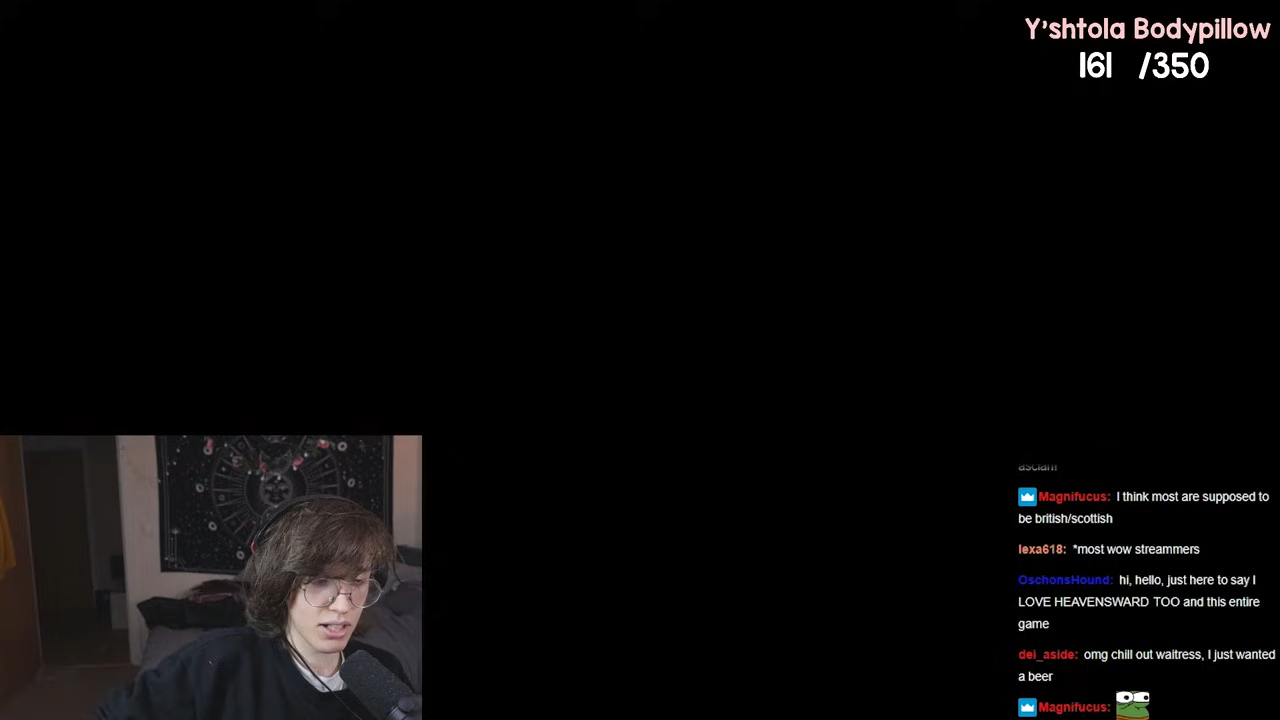 Y'shtola Bodypillow
161 /350
ascian!
Magnifucus: I think most are supposed to
be british/scottish
lexa618: *most wow streammers
OschonsHound: hi, hello, just here to say I
LOVE HEAVENSWARD TOO and this entire
game
dei_aside: omg chill out waitress, I just wanted
a beer
Magnifucus: